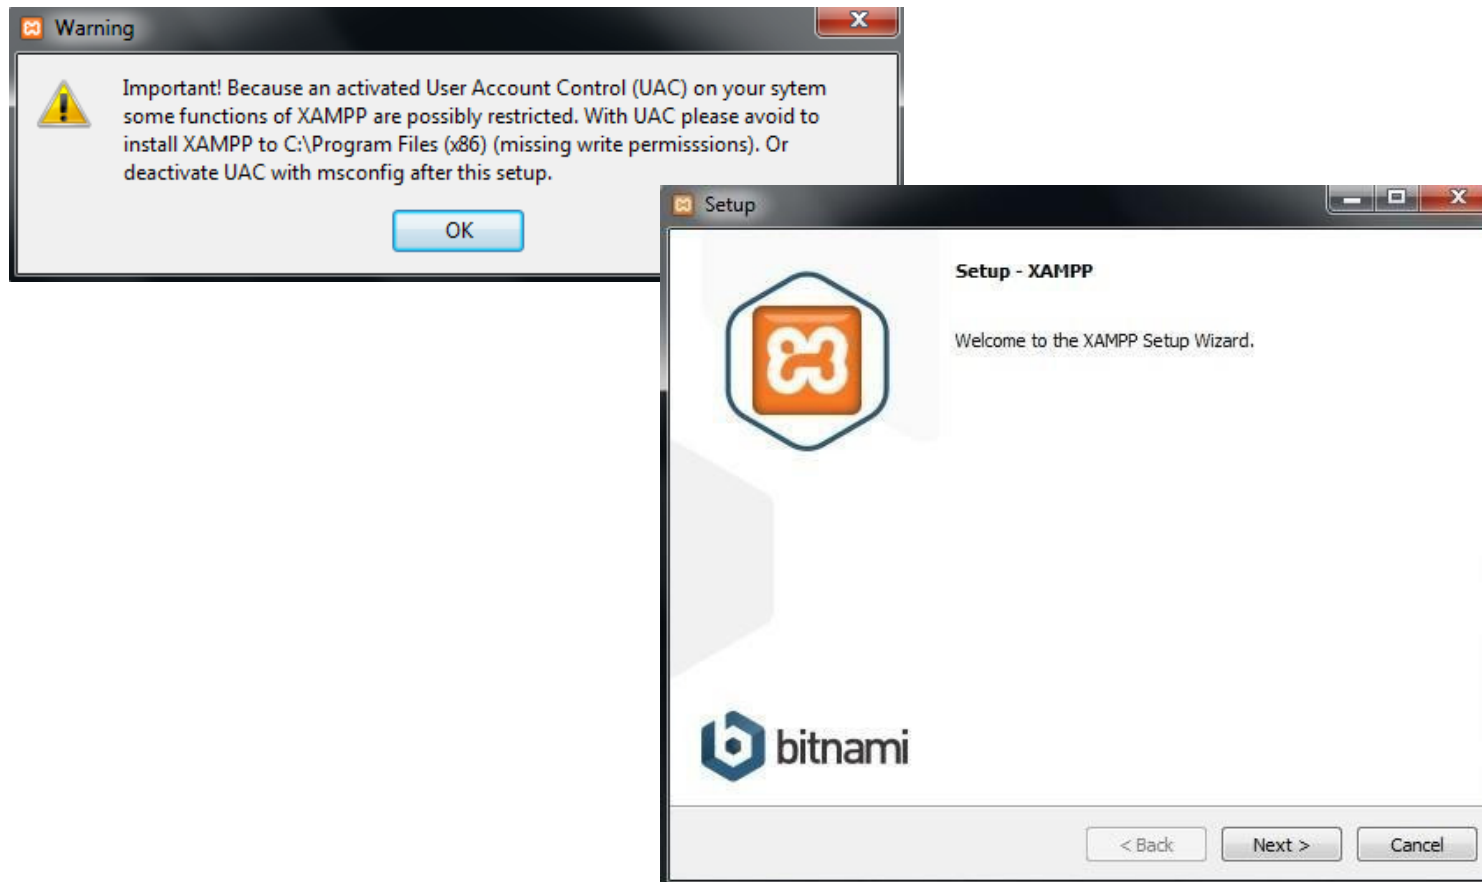 Warning
Important! Because an activated User Account Control (UAC) on your sytem
some functions of XAMPP are possibly restricted. With UAC please avoid to
install XAMPP to C:\Program Files (x86) (missing write permisssions). Or
deactivate UAC with msconfig after this setup.
OK
Setup
Setup - XAMPP
Welcome to the XAMPP Setup Wizard.
bitnami
< Back
Next >
Cancel